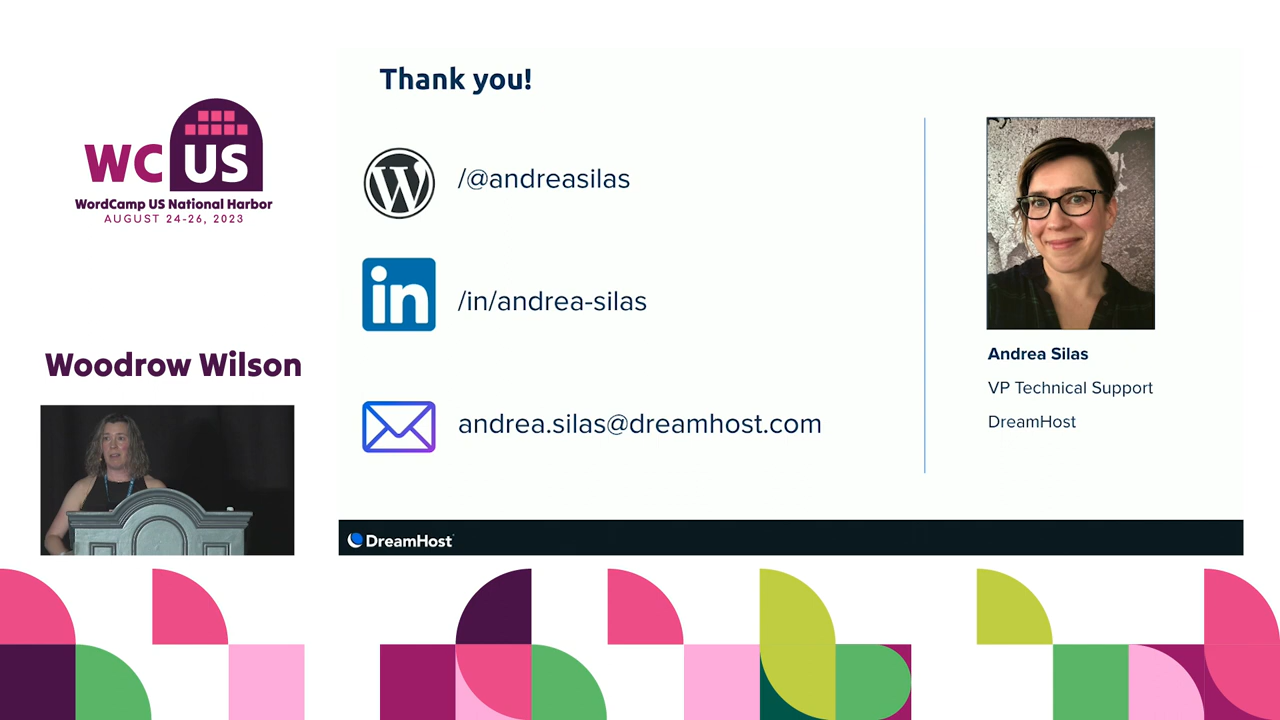 WC US
WordCamp US National Harbor
AUGUST 24-26, 2023
Woodrow Wilson
Thank you!
/@andreasilas
in /in/andrea-silas
andrea.silas@dreamhost.com
Andrea Silas
VP Technical Support
DreamHost
DreamHost